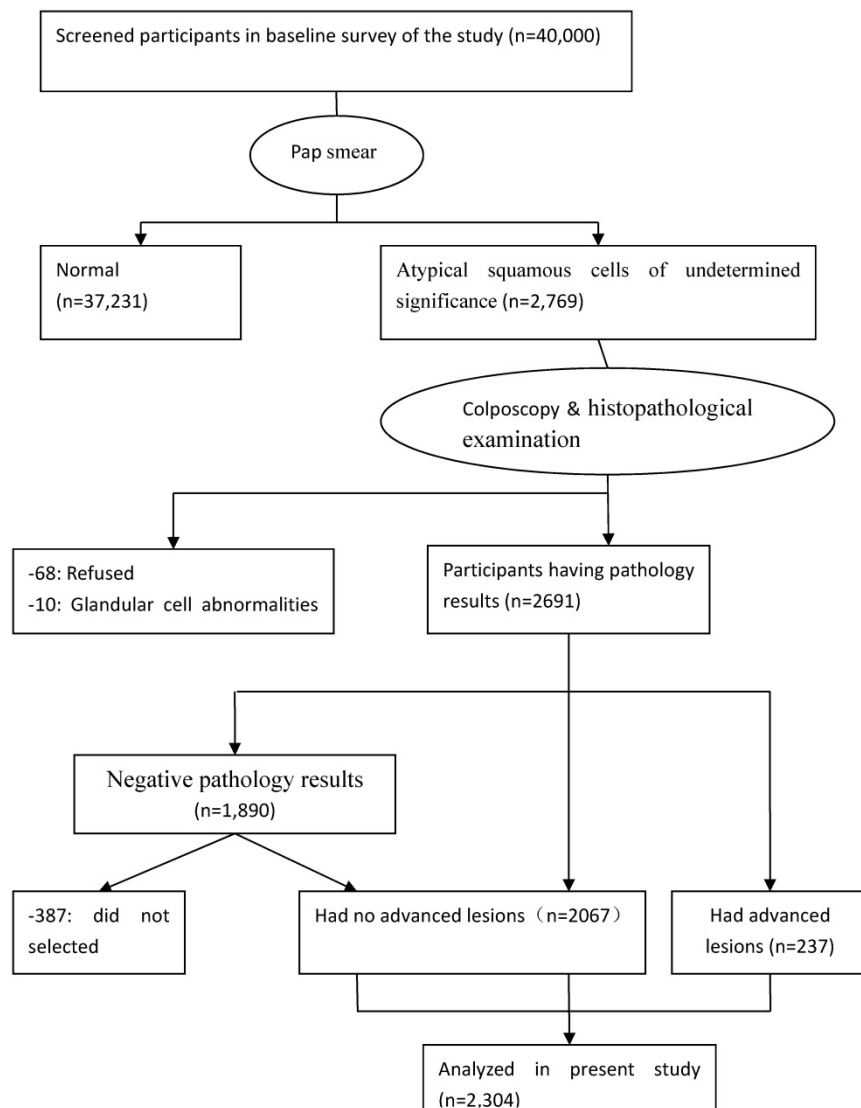 Screened participants in baseline survey of the study (n=40,000)
Pap smear
Normal
(n=37,231)
Atypical squamous cells of undetermined
significance (n=2,769)
Colposcopy & histopathological
examination
-68: Refused
-10: Glandular cell abnormalities
Participants having pathology
results (n=2691)
Negative pathology results
(n=1,890)
-387: did not
selected
Had no advanced lesions（n=2067）
Had advanced
lesions (n=237)
Analyzed in present study
(n=2,304)